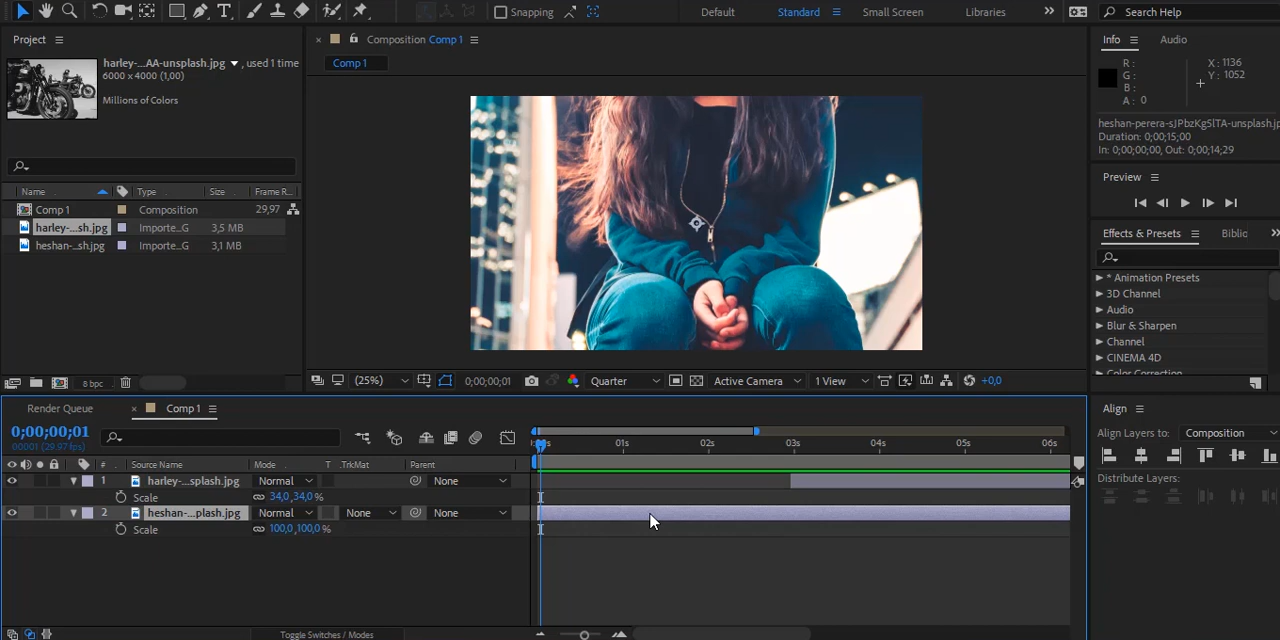 T Snapping Default Standard Small Screen Libraries Search Help
Project
Composition Comp 1
Info Audio
harley-...AA-unsplash.jpg , used 1 time
6000 x 4000 (1,00)
Millions of Colors
Comp 1
R :
G :
B :
A : 0
X : 1136
Y : 1052
heshan-perera-sJPbzKg5lTA-unsplash.jp
Duration: 0;00;15;00
In: 0;00;00;00, Out: 0;00;14;29
Preview
Name Type Size Frame R...
Comp 1 Composition 29,97
harley-...sh.jpg Importe...G 3,5 MB
heshan-...sh.jpg Importe...G 3,1 MB
Effects & Presets Biblic
* Animation Presets
3D Channel
Audio
Blur & Sharpen
Channel
CINEMA 4D
Color Correction
8 bpc
(25%) 0;00;00;01 Quarter Active Camera 1 View +0,0
Render Queue Comp 1
0;00;00;01
00001 (29.97 fps)
Align
Align Layers to: Composition
01s 02s 03s 04s 05s 06s
# Source Name Mode T .TrkMat Parent
1 harley-...splash.jpg Normal None
Scale 34,0,34,0%
2 heshan-...plash.jpg Normal None None
Scale 100,0,100,0%
Distribute Layers:
Toggle Switches / Modes